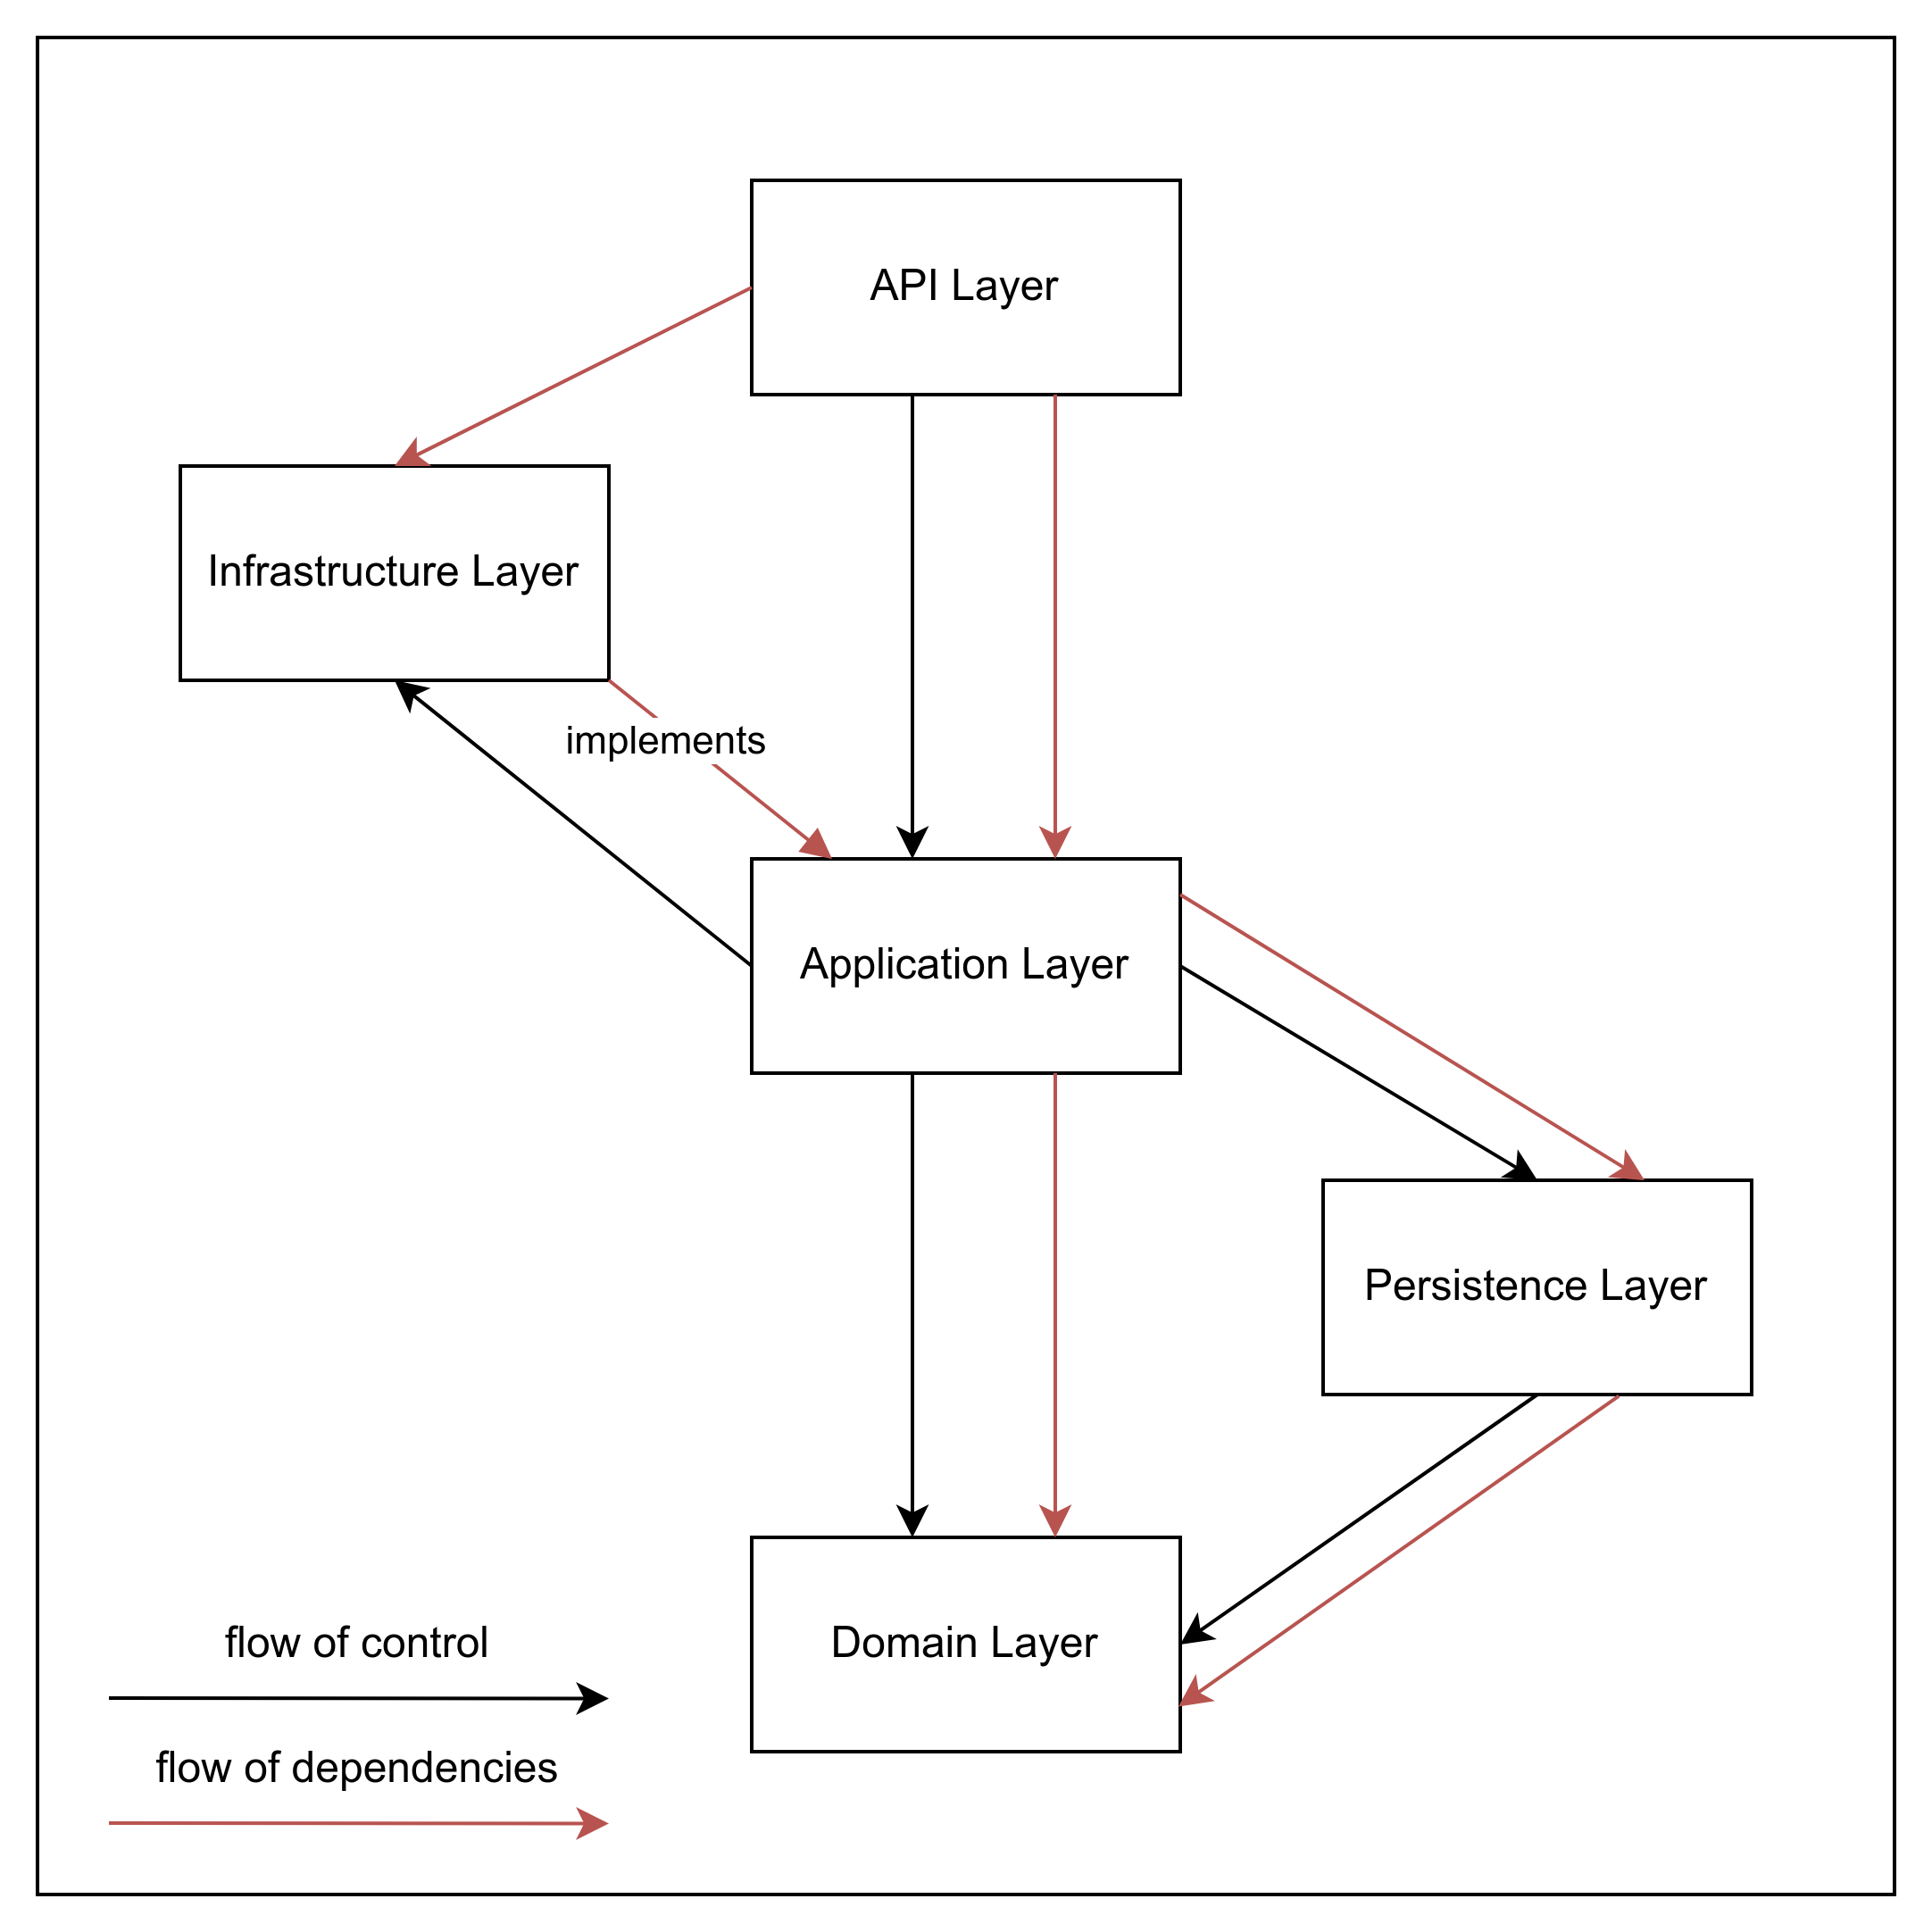 API Layer
Infrastructure Layer
implements
Application Layer
Persistence Layer
Domain Layer
flow of control
flow of dependencies